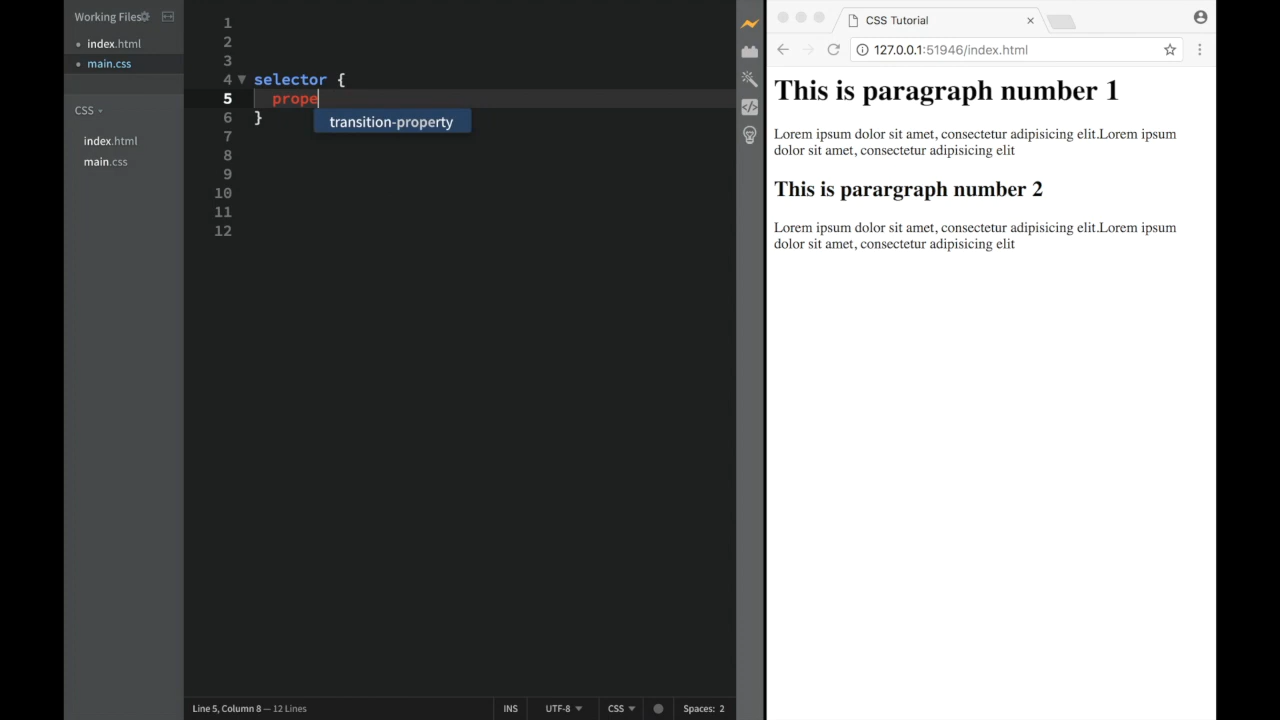 Working Files
index.html
main.css
CSS
index.html
main.css
1
2
3
4 selector {
5 prope
transition-property
6 }
7
8
9
10
11
12
Line 5, Column 8 — 12 Lines
INS
UTF-8
CSS
Spaces: 2
CSS Tutorial
127.0.0.1:51946/index.html
This is paragraph number 1
Lorem ipsum dolor sit amet, consectetur adipisicing elit.Lorem ipsum
dolor sit amet, consectetur adipisicing elit
This is parargraph number 2
Lorem ipsum dolor sit amet, consectetur adipisicing elit.Lorem ipsum
dolor sit amet, consectetur adipisicing elit